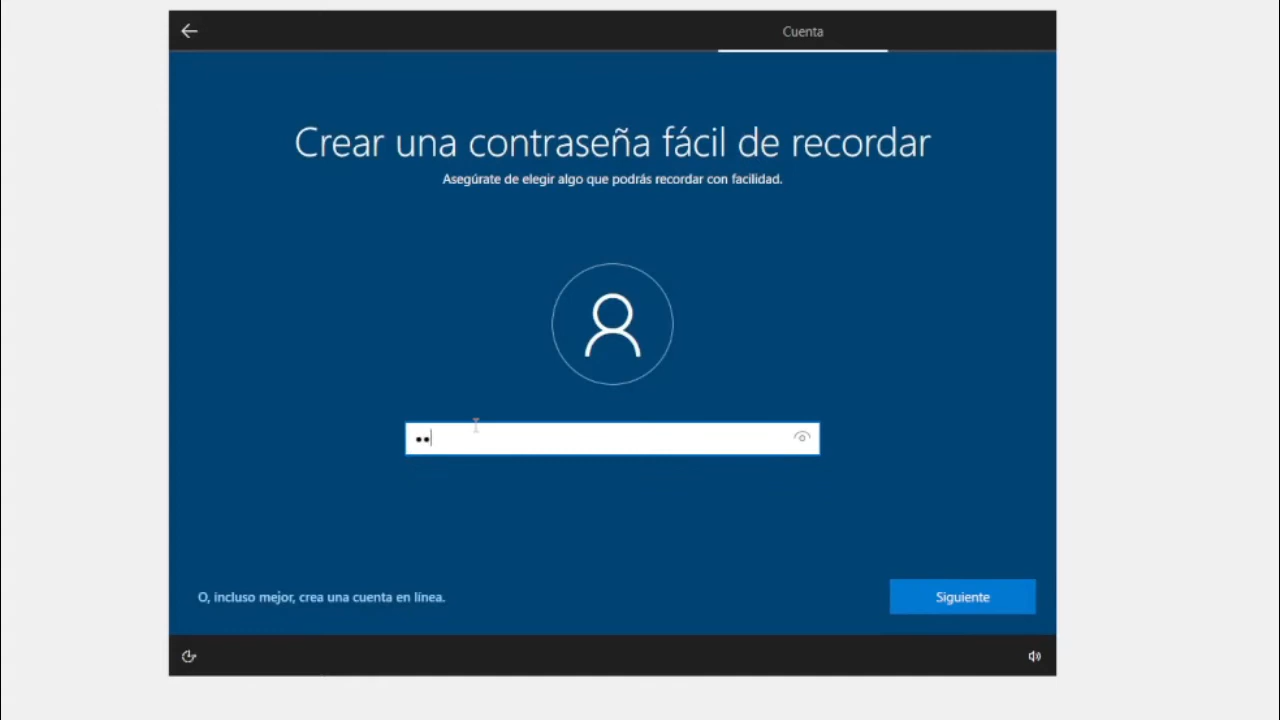 Cuenta
Crear una contraseña fácil de recordar
Asegúrate de elegir algo que podrás recordar con facilidad.
••
O, incluso mejor, crea una cuenta en línea.
Siguiente